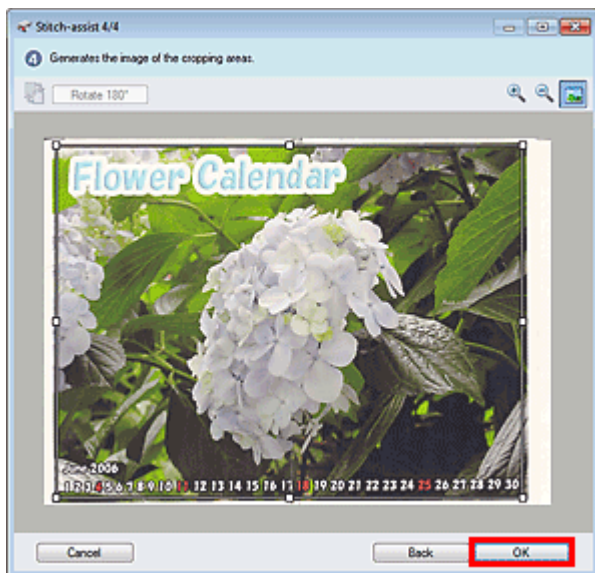 Stitch-assist 4/4
4 Generates the image of the cropping areas.
Rotate 180°
Flower Calendar
June 2006
1 2 3 4 5 6 7 8 9 10 11 12 13 14 15 16 17 18 19 20 21 22 23 24 25 26 27 28 29 30
Cancel Back OK